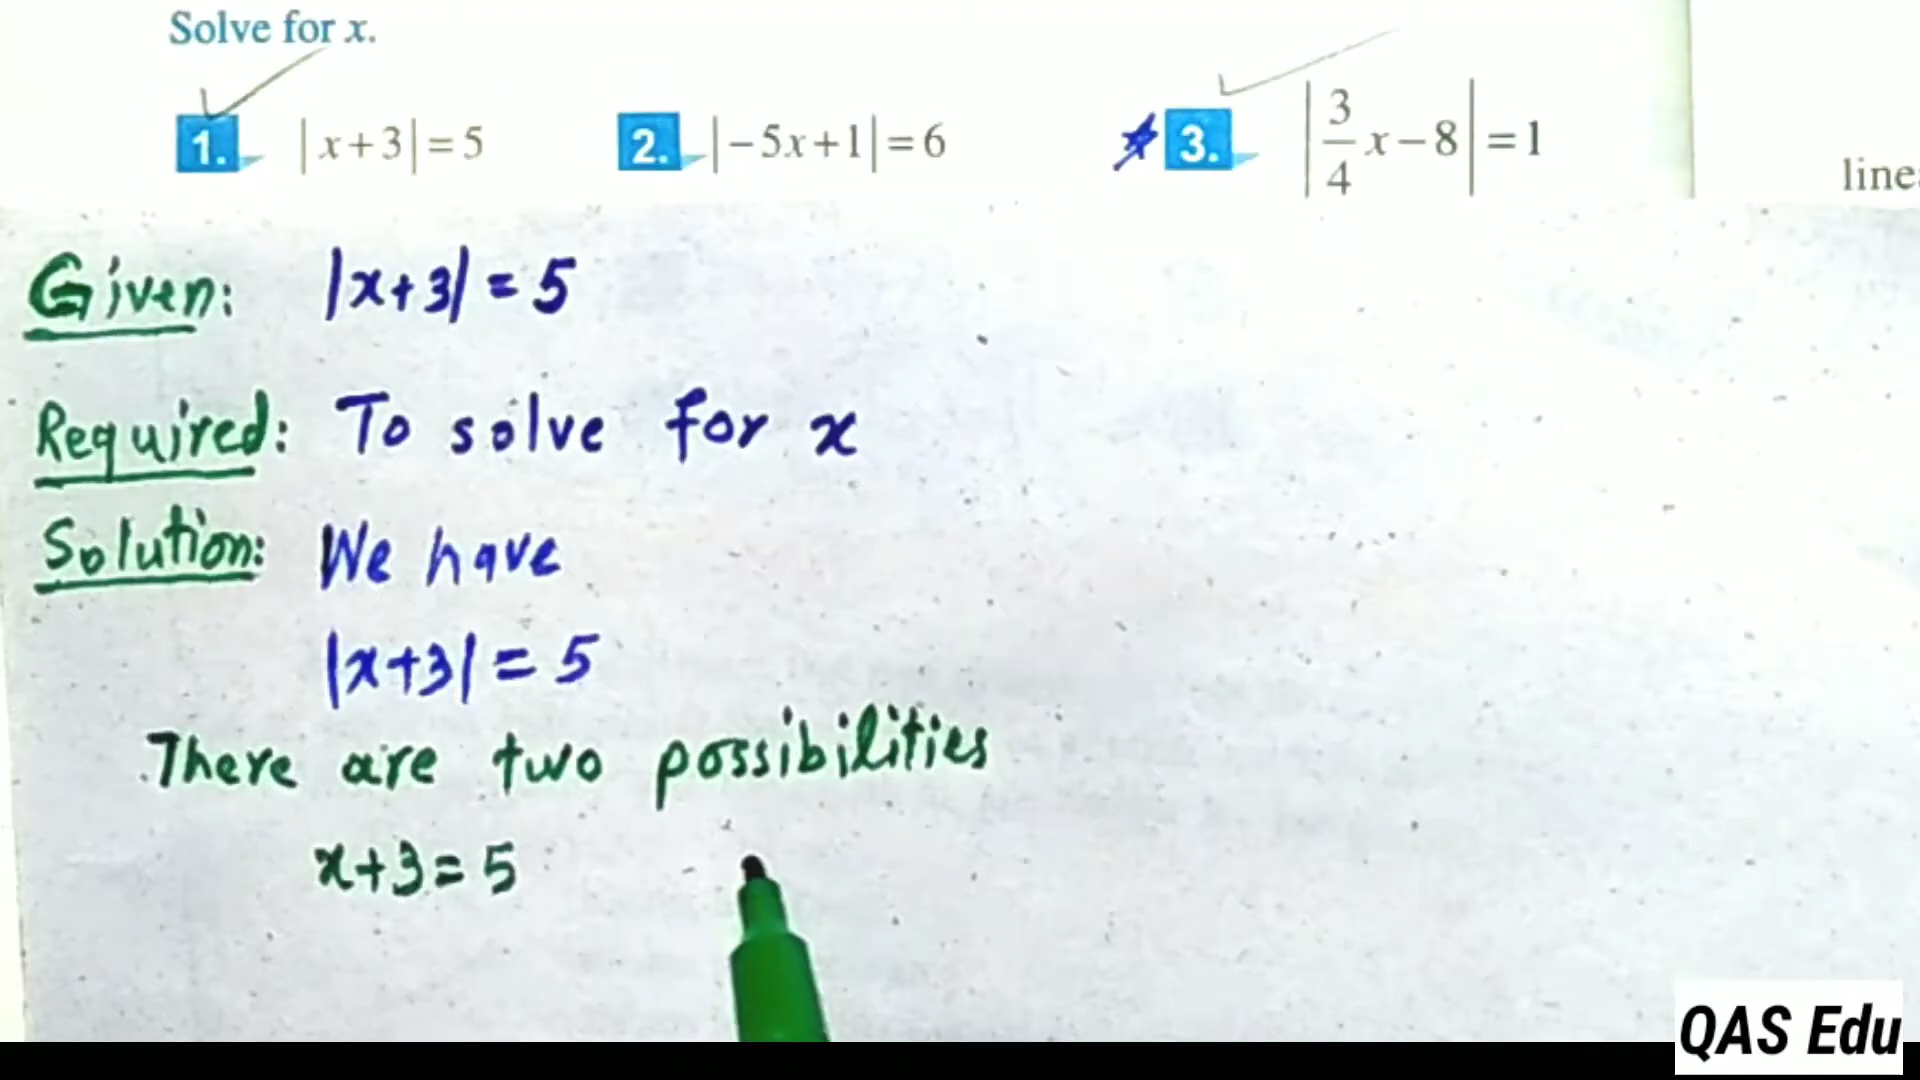 Solve for x.
1. |x+3|=5 2. |−5x+1|=6 3. |3/4 x−8|=1
Given: |x+3| = 5
Required: To solve for x
Solution: We have
|x+3| = 5
There are two possibilities
x+3 = 5
QAS Edu